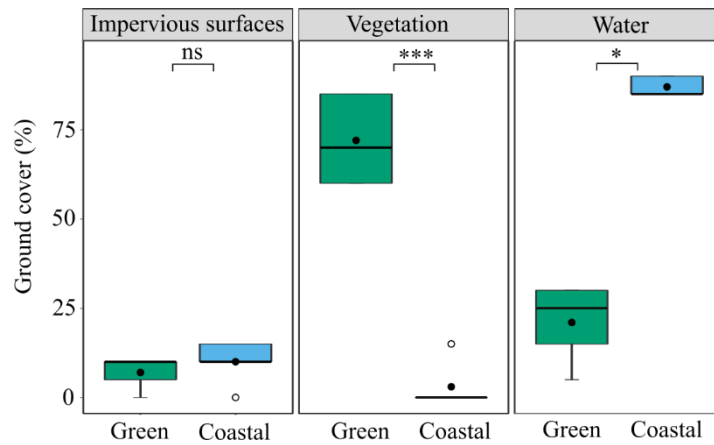 Impervious surfaces
Vegetation
Water
ns
***
*
Ground cover (%)
75
50
25
0
Green
Coastal
Green
Coastal
Green
Coastal